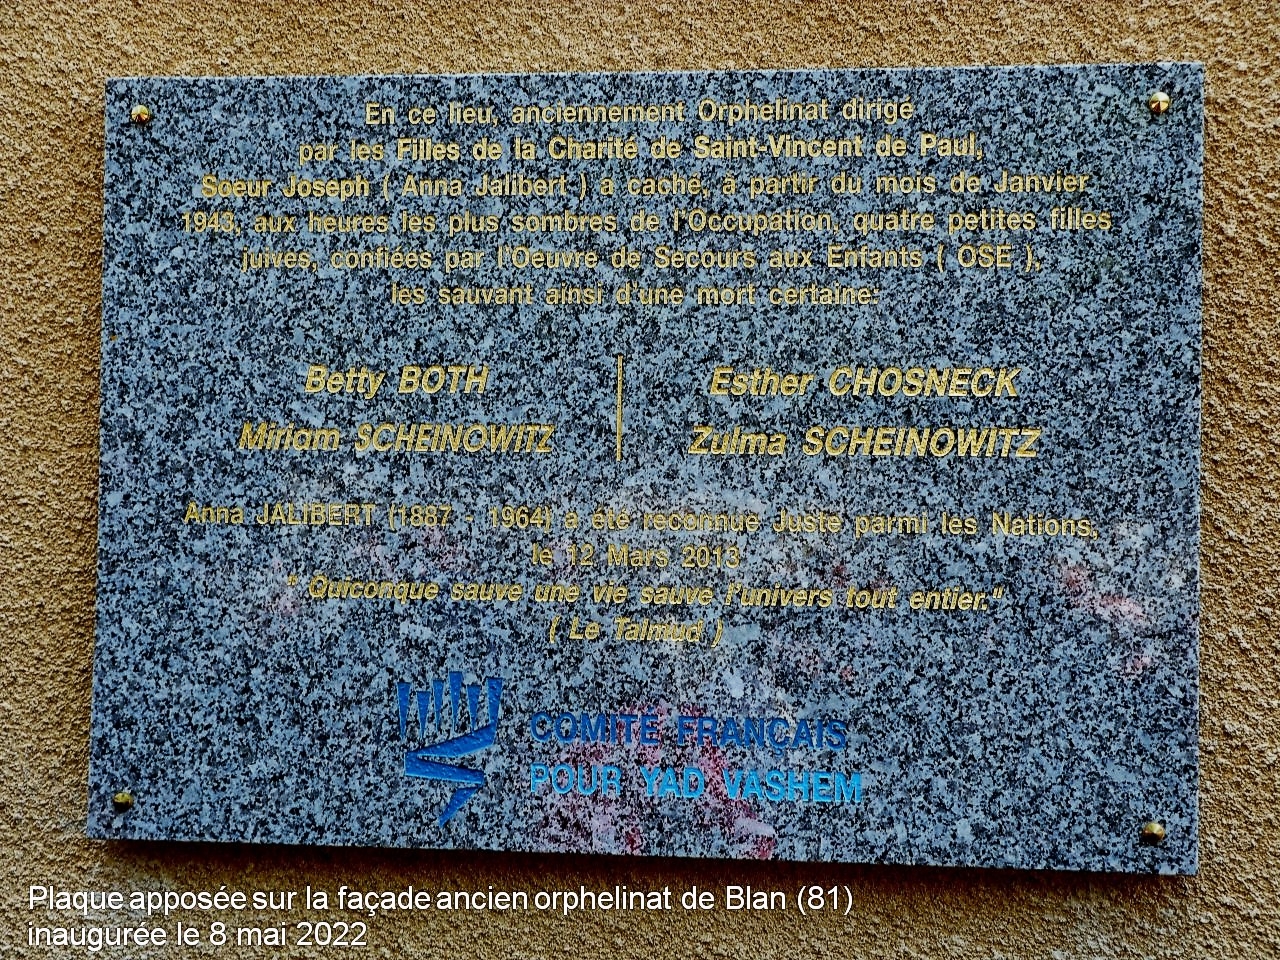 En ce lieu, anciennement Orphelinat dirigé
par les Filles de la Charité de Saint-Vincent de Paul,
Soeur Joseph ( Anna Jalibert ) a caché, à partir du mois de Janvier
1943, aux heures les plus sombres de l'Occupation, quatre petites filles
juives, confiées par l'Oeuvre de Secours aux Enfants ( OSE ),
les sauvant ainsi d'une mort certaine:
Betty BOTH
Miriam SCHEINOWITZ
Esther CHOSNECK
Zulma SCHEINOWITZ
Anna JALIBERT (1887 - 1964) a été reconnue Juste parmi les Nations,
le 12 Mars 2013
" Quiconque sauve une vie sauve l'univers tout entier."
( Le Talmud )
COMITÉ FRANÇAIS
POUR YAD VASHEM
Plaque apposée sur la façade ancien orphelinat de Blan (81)
inaugurée le 8 mai 2022